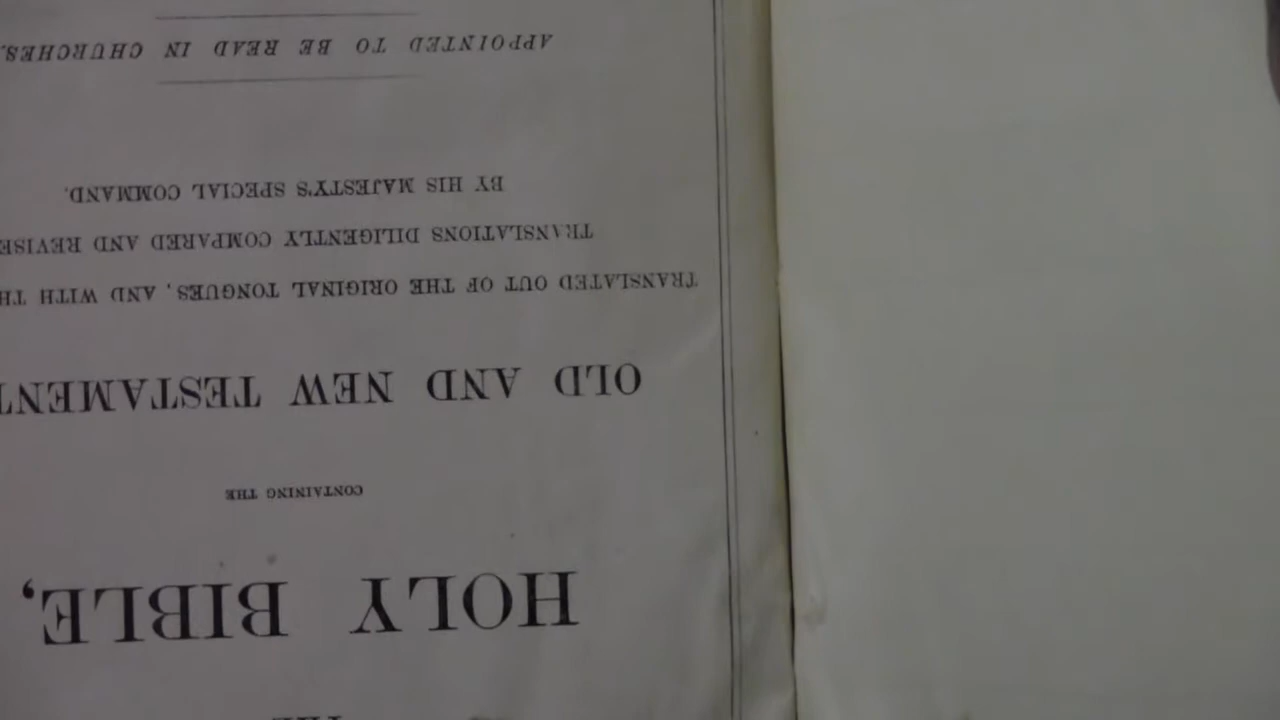 THE
HOLY BIBLE,
CONTAINING THE
OLD AND NEW TESTAMENT
TRANSLATED OUT OF THE ORIGINAL TONGUES, AND WITH TH
TRANSLATIONS DILIGENTLY COMPARED AND REVISE
BY HIS MAJESTY'S SPECIAL COMMAND.
APPOINTED TO BE READ IN CHURCHES.